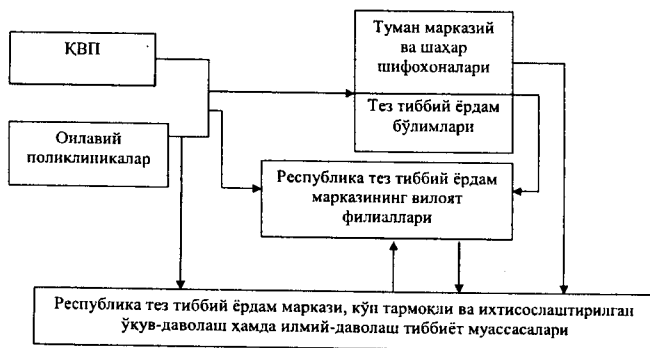 ҚВП
Туман марказий
ва шаҳар
шифохоналари
Тез тиббий ёрдам
бўлимлари
Оилавий
поликлиникалар
Республика тез тиббий ёрдам
марказининг вилоят
филиаллари
Республика тез тиббий ёрдам маркази, кўп тармоқли ва ихтисослаштирилган
ўқув-даволаш ҳамда илмий-даволаш тиббиёт муассасалари